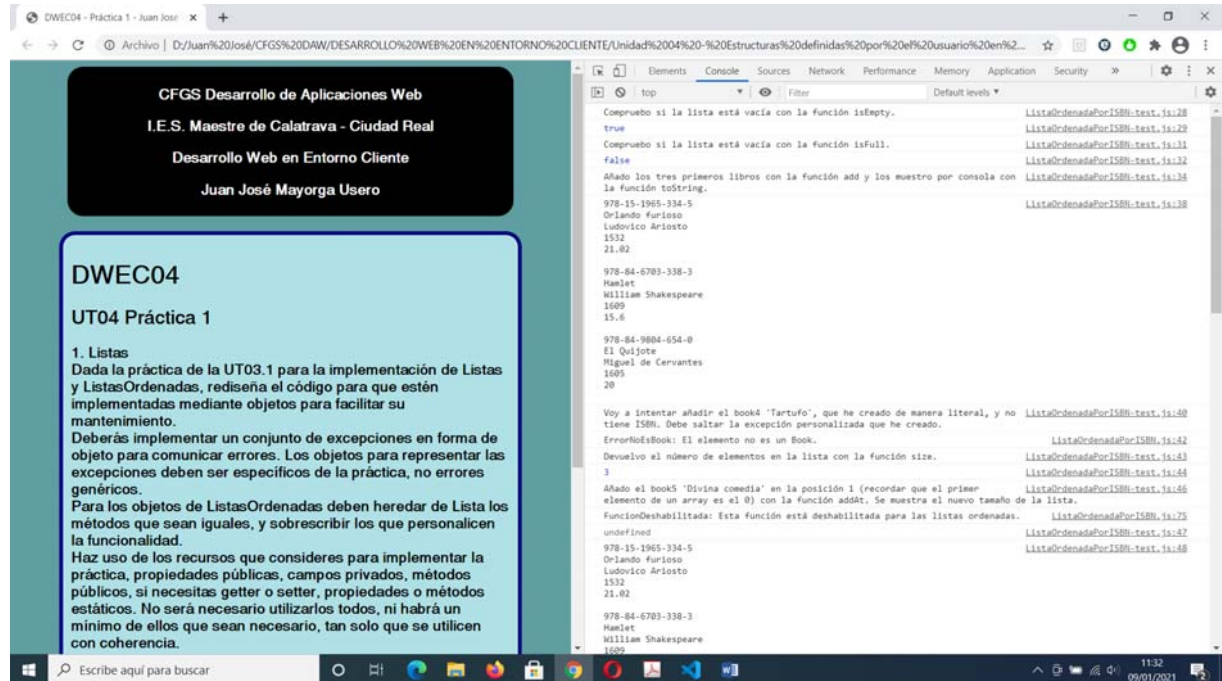 DWEC04 - Práctica 1 - Juan José
Archivo | D:/Juan%20José/CFGS%20DAW/DESARROLLO%20WEB%20EN%20ENTORNO%20CLIENTE/Unidad%2004%20-%20Estructuras%20definidas%20por%20el%20usuario%20en%2...
CFGS Desarrollo de Aplicaciones Web
I.E.S. Maestre de Calatrava - Ciudad Real
Desarrollo Web en Entorno Cliente
Juan José Mayorga Usero
DWEC04
UT04 Práctica 1
1. Listas
Dada la práctica de la UT03.1 para la implementación de Listas
y ListasOrdenadas, rediseña el código para que estén
implementadas mediante objetos para facilitar su
mantenimiento.
Deberás implementar un conjunto de excepciones en forma de
objeto para comunicar errores. Los objetos para representar las
excepciones deben ser específicos de la práctica, no errores
genéricos.
Para los objetos de ListasOrdenadas deben heredar de Lista los
métodos que sean iguales, y sobrescribir los que personalicen
la funcionalidad.
Haz uso de los recursos que consideres para implementar la
práctica, propiedades públicas, campos privados, métodos
públicos, si necesitas getter o setter, propiedades o métodos
estáticos. No será necesario utilizarlos todos, ni habrá un
mínimo de ellos que sean necesario, tan solo que se utilicen
con coherencia.
Elements Console Sources Network Performance Memory Application Security »
top Filter Default levels
Compruebo si la lista está vacía con la función isEmpty. ListaOrdenadaPorISBN-test.js:28
true ListaOrdenadaPorISBN-test.js:29
Compruebo si la lista está vacía con la función isFull. ListaOrdenadaPorISBN-test.js:31
false ListaOrdenadaPorISBN-test.js:32
Añado los tres primeros libros con la función add y los muestro por consola con ListaOrdenadaPorISBN-test.js:34
la función toString.
978-15-1965-334-5 ListaOrdenadaPorISBN-test.js:38
Orlando furioso
Ludovico Ariosto
1532
21.02
978-84-6703-338-3
Hamlet
William Shakespeare
1609
15.6
978-84-9804-654-0
El Quijote
Miguel de Cervantes
1605
20
Voy a intentar añadir el book4 'Tartufo', que he creado de manera literal, y no ListaOrdenadaPorISBN-test.js:40
tiene ISBN. Debe saltar la excepción personalizada que he creado.
ErrorNoEsBook: El elemento no es un Book. ListaOrdenadaPorISBN.js:42
Devuelvo el número de elementos en la lista con la función size. ListaOrdenadaPorISBN-test.js:43
3 ListaOrdenadaPorISBN-test.js:44
Añado el book5 'Divina comedia' en la posición 1 (recordar que el primer ListaOrdenadaPorISBN-test.js:46
elemento de un array es el 0) con la función addAt. Se muestra el nuevo tamaño de la lista.
FuncionDeshabilitada: Esta función está deshabilitada para las listas ordenadas. ListaOrdenadaPorISBN.js:75
undefined ListaOrdenadaPorISBN-test.js:47
978-15-1965-334-5 ListaOrdenadaPorISBN-test.js:48
Orlando furioso
Ludovico Ariosto
1532
21.02
978-84-6703-338-3
Hamlet
William Shakespeare
1609
Escribe aquí para buscar
11:32
09/01/2021